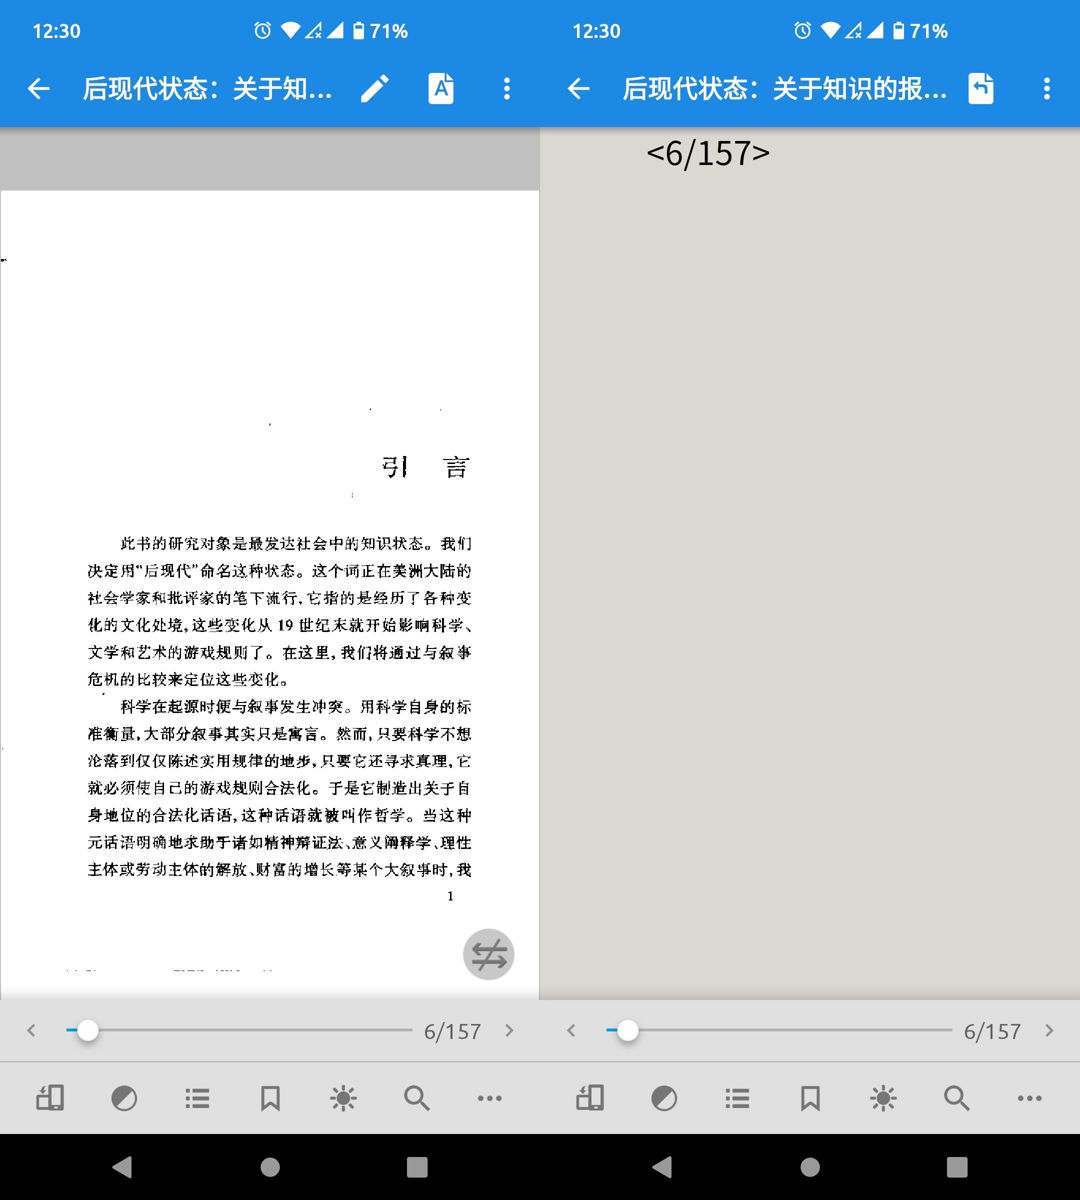 12:30
71%
后现代状态：关于知...
引 言
此书的研究对象是最发达社会中的知识状态。我们
决定用“后现代”命名这种状态。这个词正在美洲大陆的
社会学家和批评家的笔下流行，它指的是经历了各种变
化的文化处境，这些变化从 19 世纪末就开始影响科学、
文学和艺术的游戏规则了。在这里，我们将通过与叙事
危机的比较来定位这些变化。
科学在起源时便与叙事发生冲突。用科学自身的标
准衡量，大部分叙事其实只是寓言。然而，只要科学不想
沦落到仅仅陈述实用规律的地步，只要它还寻求真理，它
就必须使自己的游戏规则合法化。于是它制造出关于自
身地位的合法化话语，这种话语就被叫作哲学。当这种
元话语明确地求助于诸如精神辩证法、意义阐释学、理性
主体或劳动主体的解放、财富的增长等某个大叙事时，我
1
6/157
12:30
71%
后现代状态：关于知识的报...
<6/157>
6/157